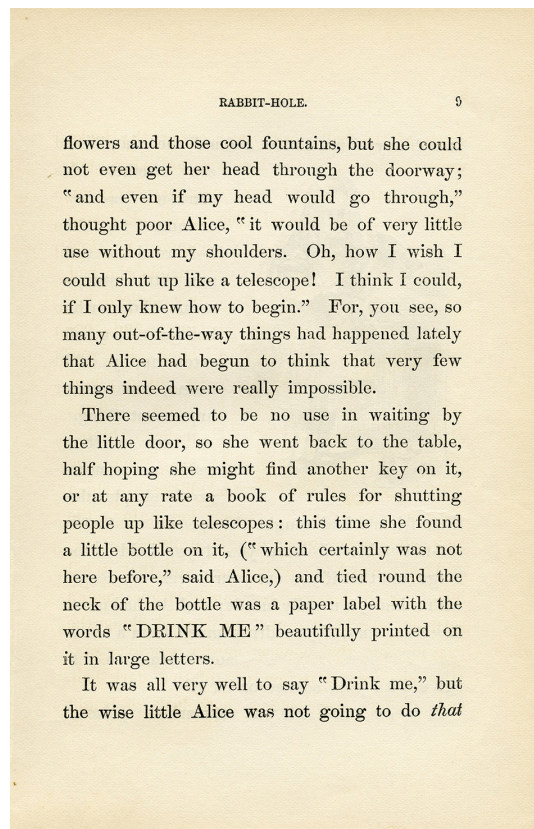 RABBIT-HOLE. 9
flowers and those cool fountains, but she could
not even get her head through the doorway;
“and even if my head would go through,”
thought poor Alice, “it would be of very little
use without my shoulders. Oh, how I wish I
could shut up like a telescope! I think I could,
if I only knew how to begin.” For, you see, so
many out-of-the-way things had happened lately
that Alice had begun to think that very few
things indeed were really impossible.
There seemed to be no use in waiting by
the little door, so she went back to the table,
half hoping she might find another key on it,
or at any rate a book of rules for shutting
people up like telescopes: this time she found
a little bottle on it, (“which certainly was not
here before,” said Alice,) and tied round the
neck of the bottle was a paper label with the
words “DRINK ME” beautifully printed on
it in large letters.
It was all very well to say “Drink me,” but
the wise little Alice was not going to do that